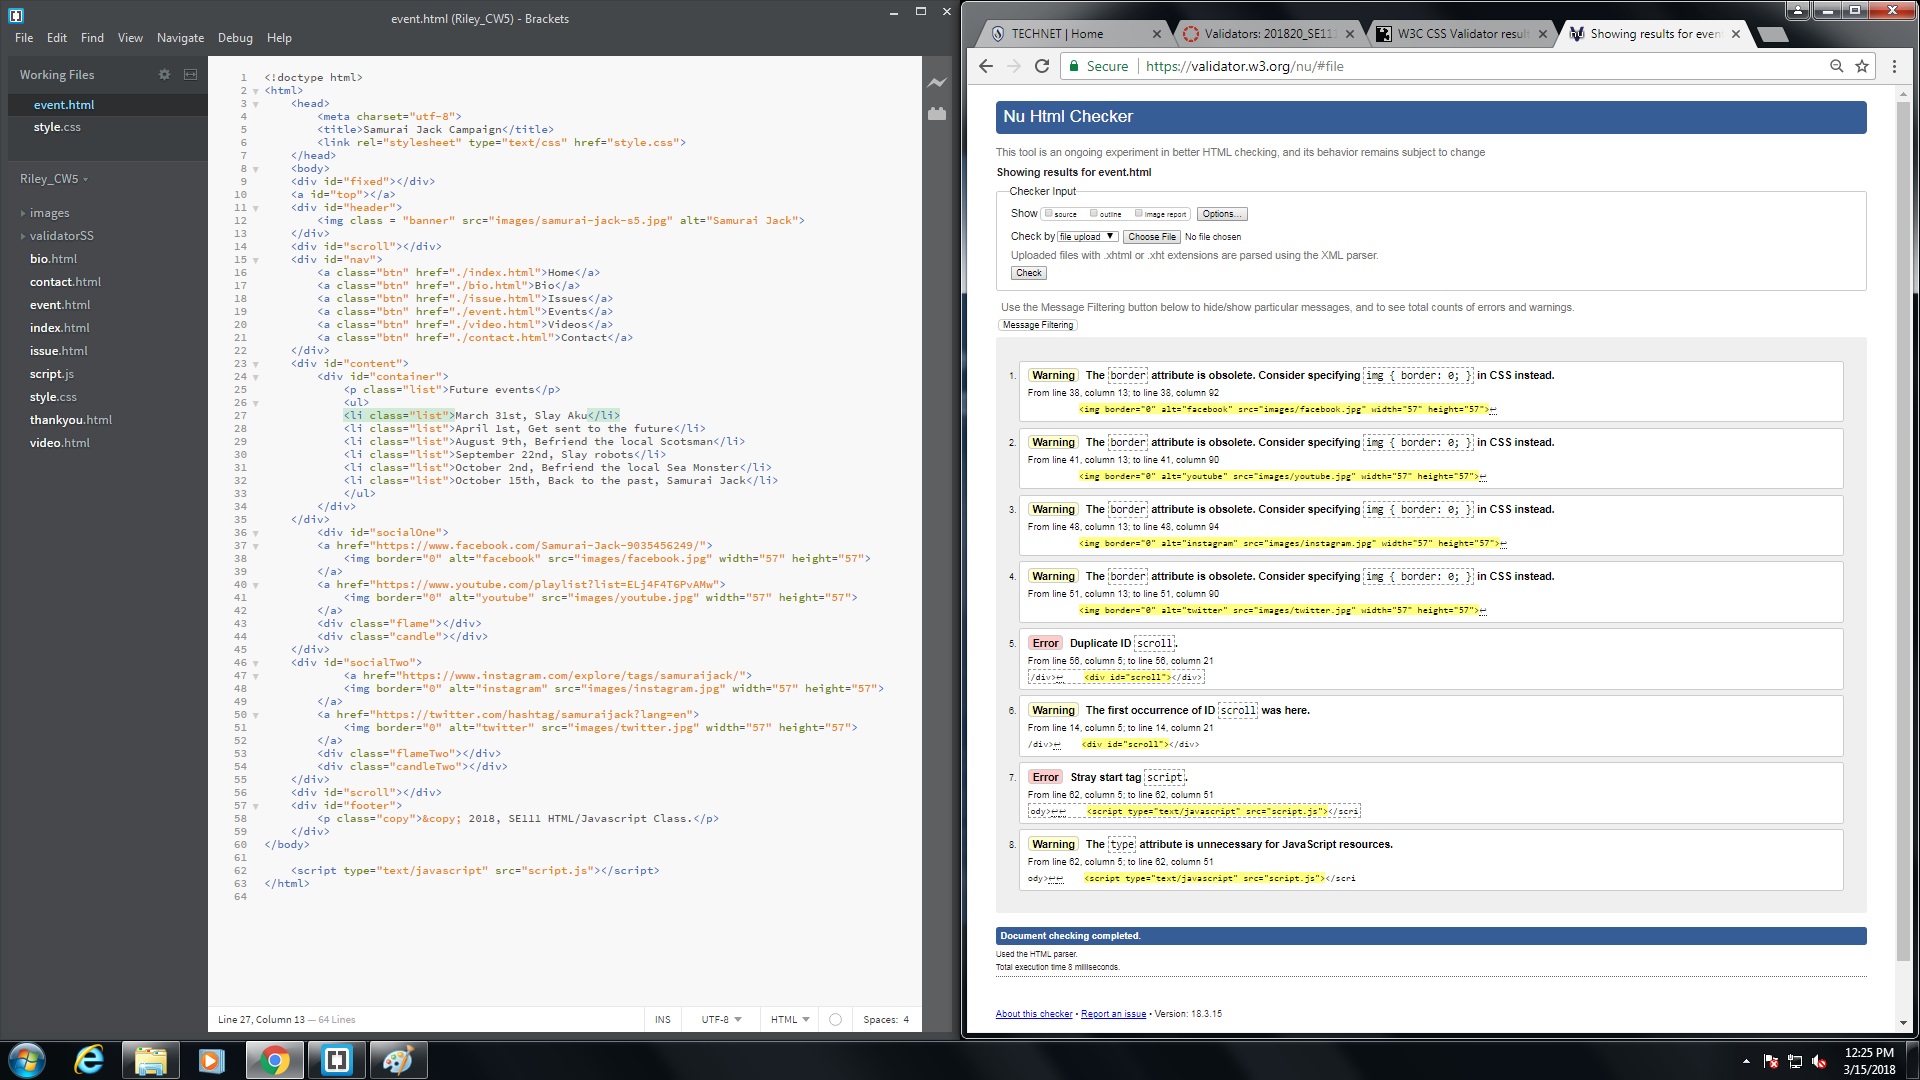 event.html (Riley_CW5) - Brackets
File Edit Find View Navigate Debug Help
Working Files
event.html
style.css
Riley_CW5
images
validatorSS
bio.html
contact.html
event.html
index.html
issue.html
script.js
style.css
thankyou.html
video.html
1 <!doctype html>
2 <html>
3 <head>
4 <meta charset="utf-8">
5 <title>Samurai Jack Campaign</title>
6 <link rel="stylesheet" type="text/css" href="style.css">
7 </head>
8 <body>
9 <div id="fixed"></div>
10 <a id="top"></a>
11 <div id="header">
12 <img class = "banner" src="images/samurai-jack-s5.jpg" alt="Samurai Jack">
13 </div>
14 <div id="scroll"></div>
15 <div id="nav">
16 <a class="btn" href="./index.html">Home</a>
17 <a class="btn" href="./bio.html">Bio</a>
18 <a class="btn" href="./issue.html">Issues</a>
19 <a class="btn" href="./event.html">Events</a>
20 <a class="btn" href="./video.html">Videos</a>
21 <a class="btn" href="./contact.html">Contact</a>
22 </div>
23 <div id="content">
24 <div id="container">
25 <p class="list">Future events</p>
26 <ul>
27 <li class="list">March 31st, Slay Aku</li>
28 <li class="list">April 1st, Get sent to the future</li>
29 <li class="list">August 9th, Befriend the local Scotsman</li>
30 <li class="list">September 22nd, Slay robots</li>
31 <li class="list">October 2nd, Befriend the local Sea Monster</li>
32 <li class="list">October 15th, Back to the past, Samurai Jack</li>
33 </ul>
34 </div>
35 </div>
36 <div id="socialOne">
37 <a href="https://www.facebook.com/Samurai-Jack-9035456249/">
38 <img border="0" alt="facebook" src="images/facebook.jpg" width="57" height="57">
39 </a>
40 <a href="https://www.youtube.com/playlist?list=ELj4F4T6PvAMw">
41 <img border="0" alt="youtube" src="images/youtube.jpg" width="57" height="57">
42 </a>
43 <div class="flame"></div>
44 <div class="candle"></div>
45 </div>
46 <div id="socialTwo">
47 <a href="https://www.instagram.com/explore/tags/samuraijack/">
48 <img border="0" alt="instagram" src="images/instagram.jpg" width="57" height="57">
49 </a>
50 <a href="https://twitter.com/hashtag/samuraijack?lang=en">
51 <img border="0" alt="twitter" src="images/twitter.jpg" width="57" height="57">
52 </a>
53 <div class="flameTwo"></div>
54 <div class="candleTwo"></div>
55 </div>
56 <div id="scroll"></div>
57 <div id="footer">
58 <p class="copy">&copy; 2018, SE111 HTML/Javascript Class.</p>
59 </div>
60 </body>
61
62 <script type="text/javascript" src="script.js"></script>
63 </html>
64
Line 27, Column 13 — 64 Lines
INS UTF-8 HTML Spaces: 4
TECHNET | Home
Validators: 201820_SE111
W3C CSS Validator result
Showing results for even
Secure https://validator.w3.org/nu/#file
Nu Html Checker
This tool is an ongoing experiment in better HTML checking, and its behavior remains subject to change
Showing results for event.html
Checker Input
Show source outline image report Options...
Check by file upload Choose File No file chosen
Uploaded files with .xhtml or .xht extensions are parsed using the XML parser.
Check
Use the Message Filtering button below to hide/show particular messages, and to see total counts of errors and warnings.
Message Filtering
1. Warning The border attribute is obsolete. Consider specifying img { border: 0; } in CSS instead.
From line 38, column 13; to line 38, column 92
<img border="0" alt="facebook" src="images/facebook.jpg" width="57" height="57">↩
2. Warning The border attribute is obsolete. Consider specifying img { border: 0; } in CSS instead.
From line 41, column 13; to line 41, column 90
<img border="0" alt="youtube" src="images/youtube.jpg" width="57" height="57">↩
3. Warning The border attribute is obsolete. Consider specifying img { border: 0; } in CSS instead.
From line 48, column 13; to line 48, column 94
<img border="0" alt="instagram" src="images/instagram.jpg" width="57" height="57">↩
4. Warning The border attribute is obsolete. Consider specifying img { border: 0; } in CSS instead.
From line 51, column 13; to line 51, column 90
<img border="0" alt="twitter" src="images/twitter.jpg" width="57" height="57">↩
5. Error Duplicate ID scroll.
From line 56, column 5; to line 56, column 21
/div>↩ <div id="scroll"></div>
6. Warning The first occurrence of ID scroll was here.
From line 14, column 5; to line 14, column 21
/div>↩ <div id="scroll"></div>
7. Error Stray start tag script.
From line 62, column 5; to line 62, column 51
ody>↩↩ <script type="text/javascript" src="script.js"></scri
8. Warning The type attribute is unnecessary for JavaScript resources.
From line 62, column 5; to line 62, column 51
ody>↩↩ <script type="text/javascript" src="script.js"></scri
Document checking completed.
Used the HTML parser.
Total execution time 8 milliseconds.
About this checker • Report an issue • Version: 18.3.15
12:25 PM
3/15/2018